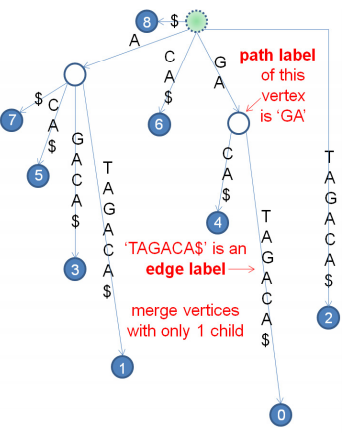 8
$
A
C
A
$
G
A
path label
of this
vertex
is ‘GA’
7
$
C
A
$
5
G
A
C
A
$
3
T
A
G
A
C
A
$
1
6
C
A
$
4
T
A
G
A
C
A
$
0
T
A
G
A
C
A
$
2
‘TAGACA$’ is an
edge label
merge vertices
with only 1 child